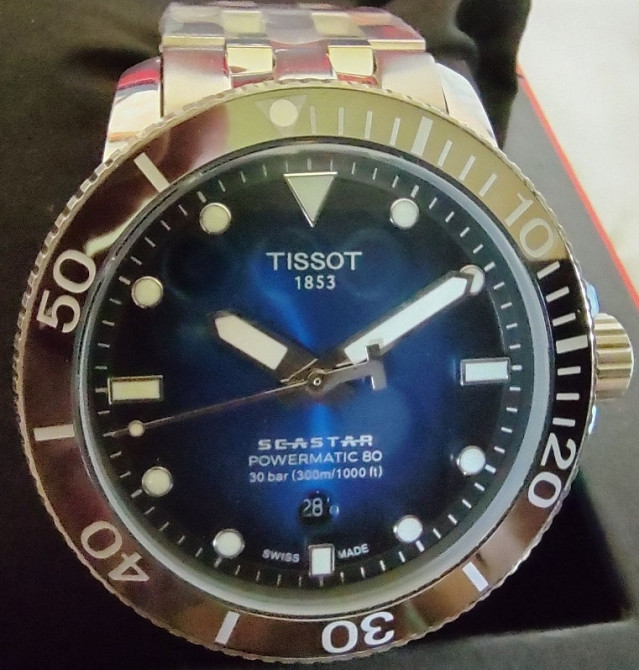 TISSOT
1853
SEASTAR
POWERMATIC 80
30 bar (300m/1000 ft)
28
SWISS MADE
10
20
30
40
50